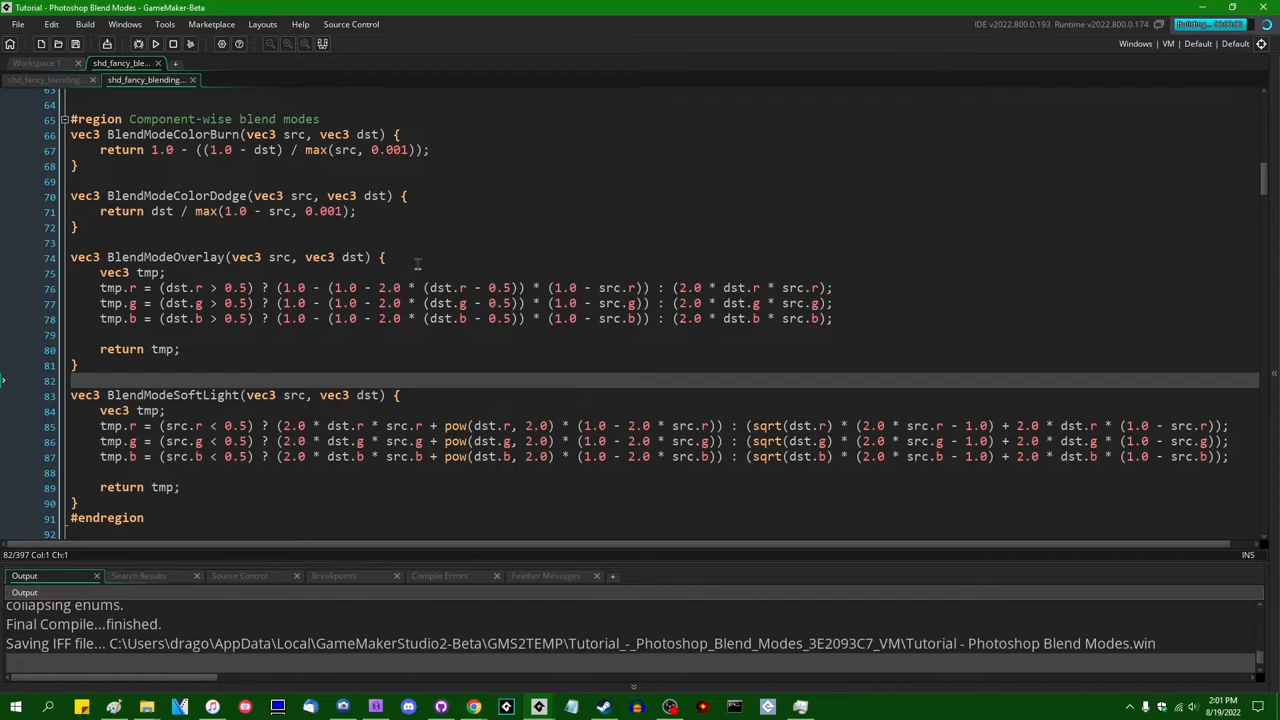 Tutorial - Photoshop Blend Modes - GameMaker-Beta
File Edit Build Windows Tools Marketplace Layouts Help Source Control
IDE v2022.800.0.193 Runtime v2022.800.0.174
Windows | VM | Default | Default
Workspace 1
shd_fancy_ble...
shd_fancy_blending...
shd_fancy_blending...
63
64
65 #region Component-wise blend modes
66 vec3 BlendModeColorBurn(vec3 src, vec3 dst) {
67 return 1.0 - ((1.0 - dst) / max(src, 0.001));
68 }
69
70 vec3 BlendModeColorDodge(vec3 src, vec3 dst) {
71 return dst / max(1.0 - src, 0.001);
72 }
73
74 vec3 BlendModeOverlay(vec3 src, vec3 dst) {
75 vec3 tmp;
76 tmp.r = (dst.r > 0.5) ? (1.0 - (1.0 - 2.0 * (dst.r - 0.5)) * (1.0 - src.r)) : (2.0 * dst.r * src.r);
77 tmp.g = (dst.g > 0.5) ? (1.0 - (1.0 - 2.0 * (dst.g - 0.5)) * (1.0 - src.g)) : (2.0 * dst.g * src.g);
78 tmp.b = (dst.b > 0.5) ? (1.0 - (1.0 - 2.0 * (dst.b - 0.5)) * (1.0 - src.b)) : (2.0 * dst.b * src.b);
79
80 return tmp;
81 }
82
83 vec3 BlendModeSoftLight(vec3 src, vec3 dst) {
84 vec3 tmp;
85 tmp.r = (src.r < 0.5) ? (2.0 * dst.r * src.r + pow(dst.r, 2.0) * (1.0 - 2.0 * src.r)) : (sqrt(dst.r) * (2.0 * src.r - 1.0) + 2.0 * dst.r * (1.0 - src.r));
86 tmp.g = (src.g < 0.5) ? (2.0 * dst.g * src.g + pow(dst.g, 2.0) * (1.0 - 2.0 * src.g)) : (sqrt(dst.g) * (2.0 * src.g - 1.0) + 2.0 * dst.g * (1.0 - src.g));
87 tmp.b = (src.b < 0.5) ? (2.0 * dst.b * src.b + pow(dst.b, 2.0) * (1.0 - 2.0 * src.b)) : (sqrt(dst.b) * (2.0 * src.b - 1.0) + 2.0 * dst.b * (1.0 - src.b));
88
89 return tmp;
90 }
91 #endregion
92
82/397 Col:1 Ch:1 INS
Output Search Results Source Control Breakpoints Compile Errors Feather Messages
Output
collapsing enums.
Final Compile...finished.
Saving IFF file... C:\Users\drago\AppData\Local\GameMakerStudio2-Beta\GMS2TEMP\Tutorial_-_Photoshop_Blend_Modes_3E2093C7_VM\Tutorial - Photoshop Blend Modes.win
2:01 PM
8/19/2022